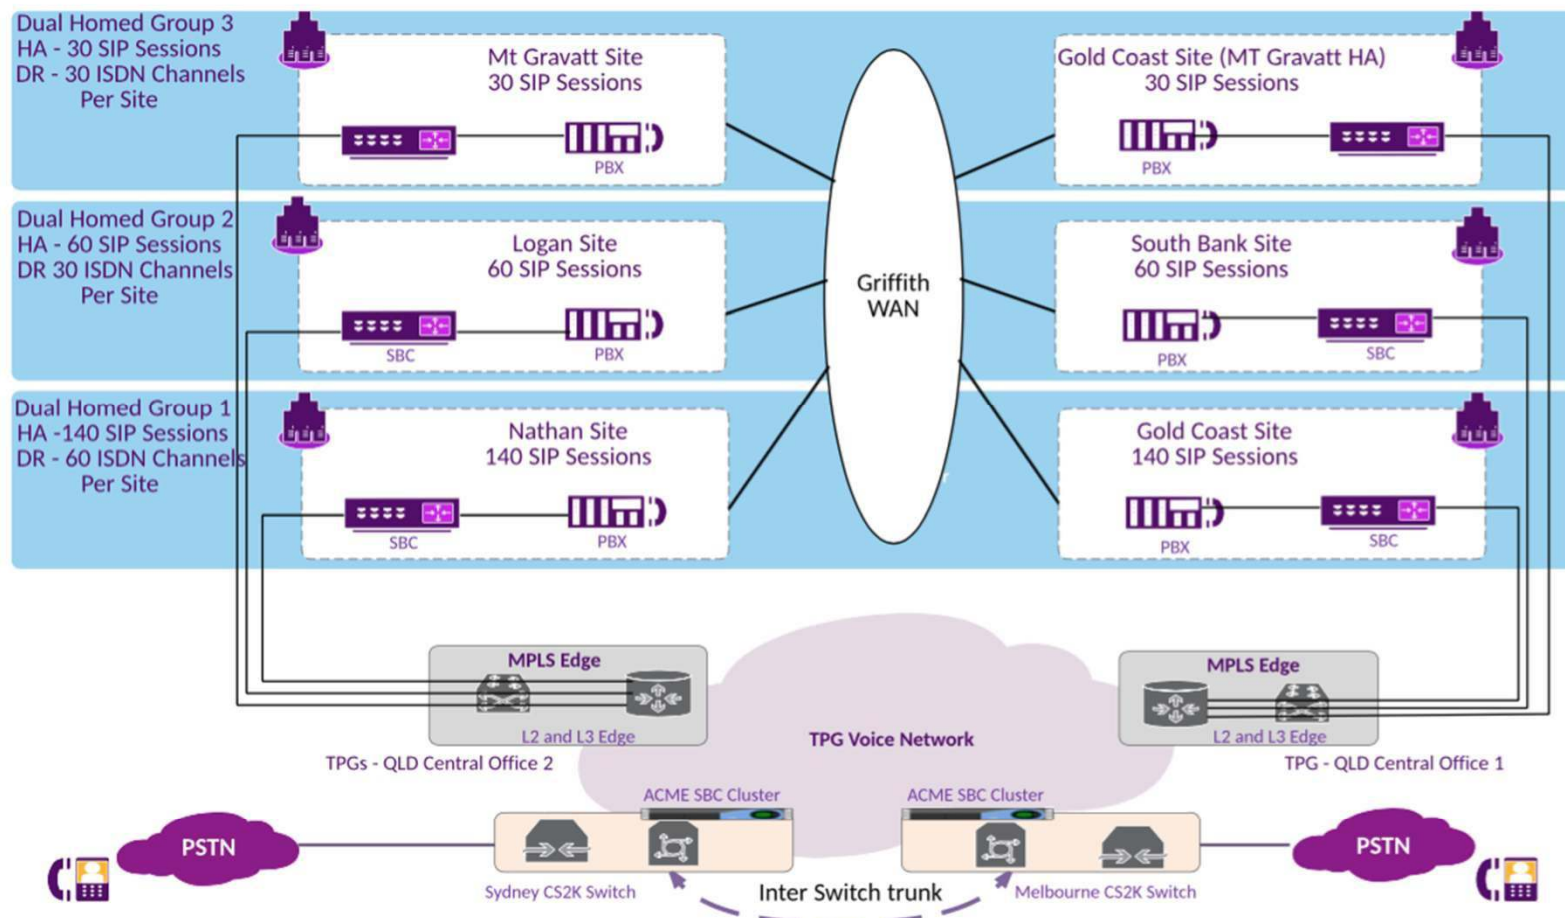 Dual Homed Group 3
HA - 30 SIP Sessions
DR - 30 ISDN Channels
Per Site
Mt Gravatt Site
30 SIP Sessions
PBX
Gold Coast Site (MT Gravatt HA)
30 SIP Sessions
PBX
Dual Homed Group 2
HA - 60 SIP Sessions
DR 30 ISDN Channels
Per Site
Logan Site
60 SIP Sessions
SBC
PBX
Griffith
WAN
South Bank Site
60 SIP Sessions
PBX
SBC
Dual Homed Group 1
HA -140 SIP Sessions
DR - 60 ISDN Channels
Per Site
Nathan Site
140 SIP Sessions
SBC
PBX
Gold Coast Site
140 SIP Sessions
PBX
SBC
MPLS Edge
L2 and L3 Edge
TPGs - QLD Central Office 2
TPG Voice Network
MPLS Edge
L2 and L3 Edge
TPG - QLD Central Office 1
ACME SBC Cluster
ACME SBC Cluster
PSTN
PSTN
Sydney CS2K Switch
Inter Switch trunk
Melbourne CS2K Switch